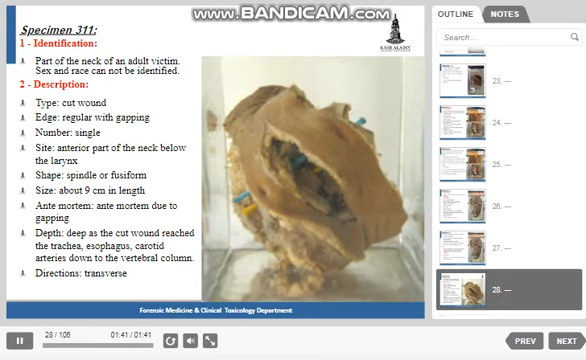 www.BANDICAM.com
Specimen 311:
1 - Identification:
Part of the neck of an adult victim.
Sex and race can not be identified.
2 - Description:
Type: cut wound
Edge: regular with gapping
Number: single
Site: anterior part of the neck below
the larynx
Shape: spindle or fusiform
Size: about 9 cm in length
Ante mortem: ante mortem due to
gapping
Depth: deep as the cut wound reached
the trachea, esophagus, carotid
arteries down to the vertebral column.
Directions: transverse
KASR ALAINY
Forensic Medicine & Clinical Toxicology Department
OUTLINE
NOTES
Search...
23. —
24. —
25. —
26. —
27. —
28. —
28 / 106
01:41 / 01:41
PREV
NEXT